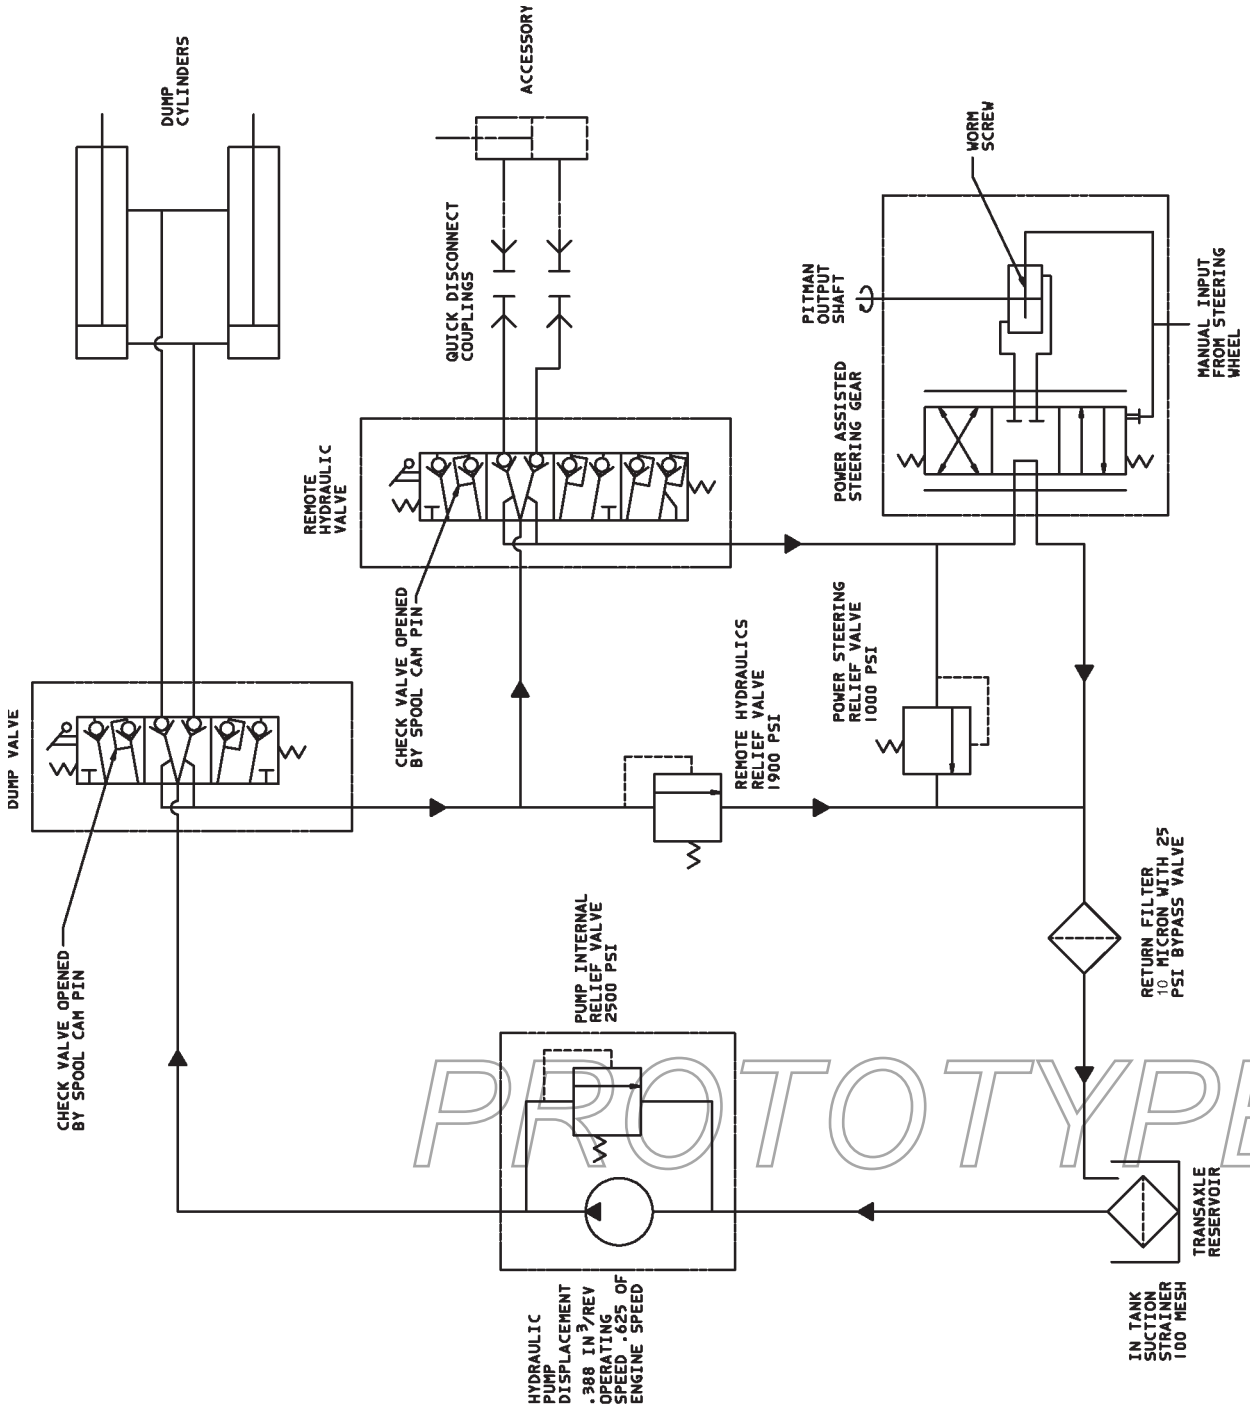 DUMP VALVE
CHECK VALVE OPENED
BY SPOOL CAM PIN
DUMP
CYLINDERS
REMOTE
HYDRAULIC
VALVE
CHECK VALVE OPENED
BY SPOOL CAM PIN
QUICK DISCONNECT
COUPLINGS
ACCESSORY
HYDRAULIC
PUMP
DISPLACEMENT
.388 IN³/REV
OPERATING
SPEED .625 OF
ENGINE SPEED
PUMP INTERNAL
RELIEF VALVE
2500 PSI
REMOTE HYDRAULICS
RELIEF VALVE
1900 PSI
POWER STEERING
RELIEF VALVE
1000 PSI
POWER ASSISTED
STEERING GEAR
PITMAN
OUTPUT
SHAFT
WORM
SCREW
MANUAL INPUT
FROM STEERING
WHEEL
RETURN FILTER
10 MICRON WITH 25
PSI BYPASS VALVE
IN TANK
SUCTION
STRAINER
100 MESH
TRANSAXLE
RESERVOIR
PROTOTYPE